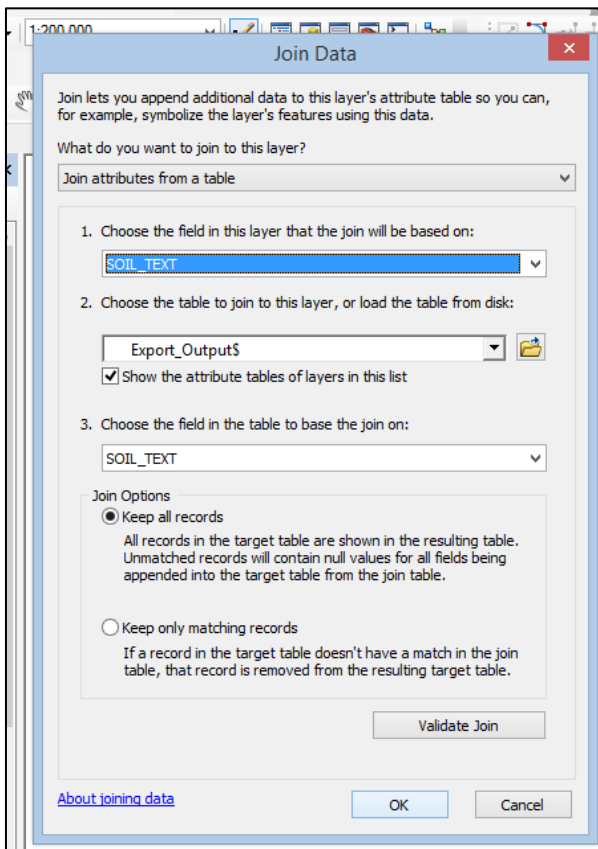 1:200,000
Join Data
Join lets you append additional data to this layer's attribute table so you can,
for example, symbolize the layer's features using this data.
What do you want to join to this layer?
Join attributes from a table
1. Choose the field in this layer that the join will be based on:
SOIL_TEXT
2. Choose the table to join to this layer, or load the table from disk:
Export_Output$
Show the attribute tables of layers in this list
3. Choose the field in the table to base the join on:
SOIL_TEXT
Join Options
Keep all records
All records in the target table are shown in the resulting table.
Unmatched records will contain null values for all fields being
appended into the target table from the join table.
Keep only matching records
If a record in the target table doesn't have a match in the join
table, that record is removed from the resulting target table.
Validate Join
About joining data
OK
Cancel